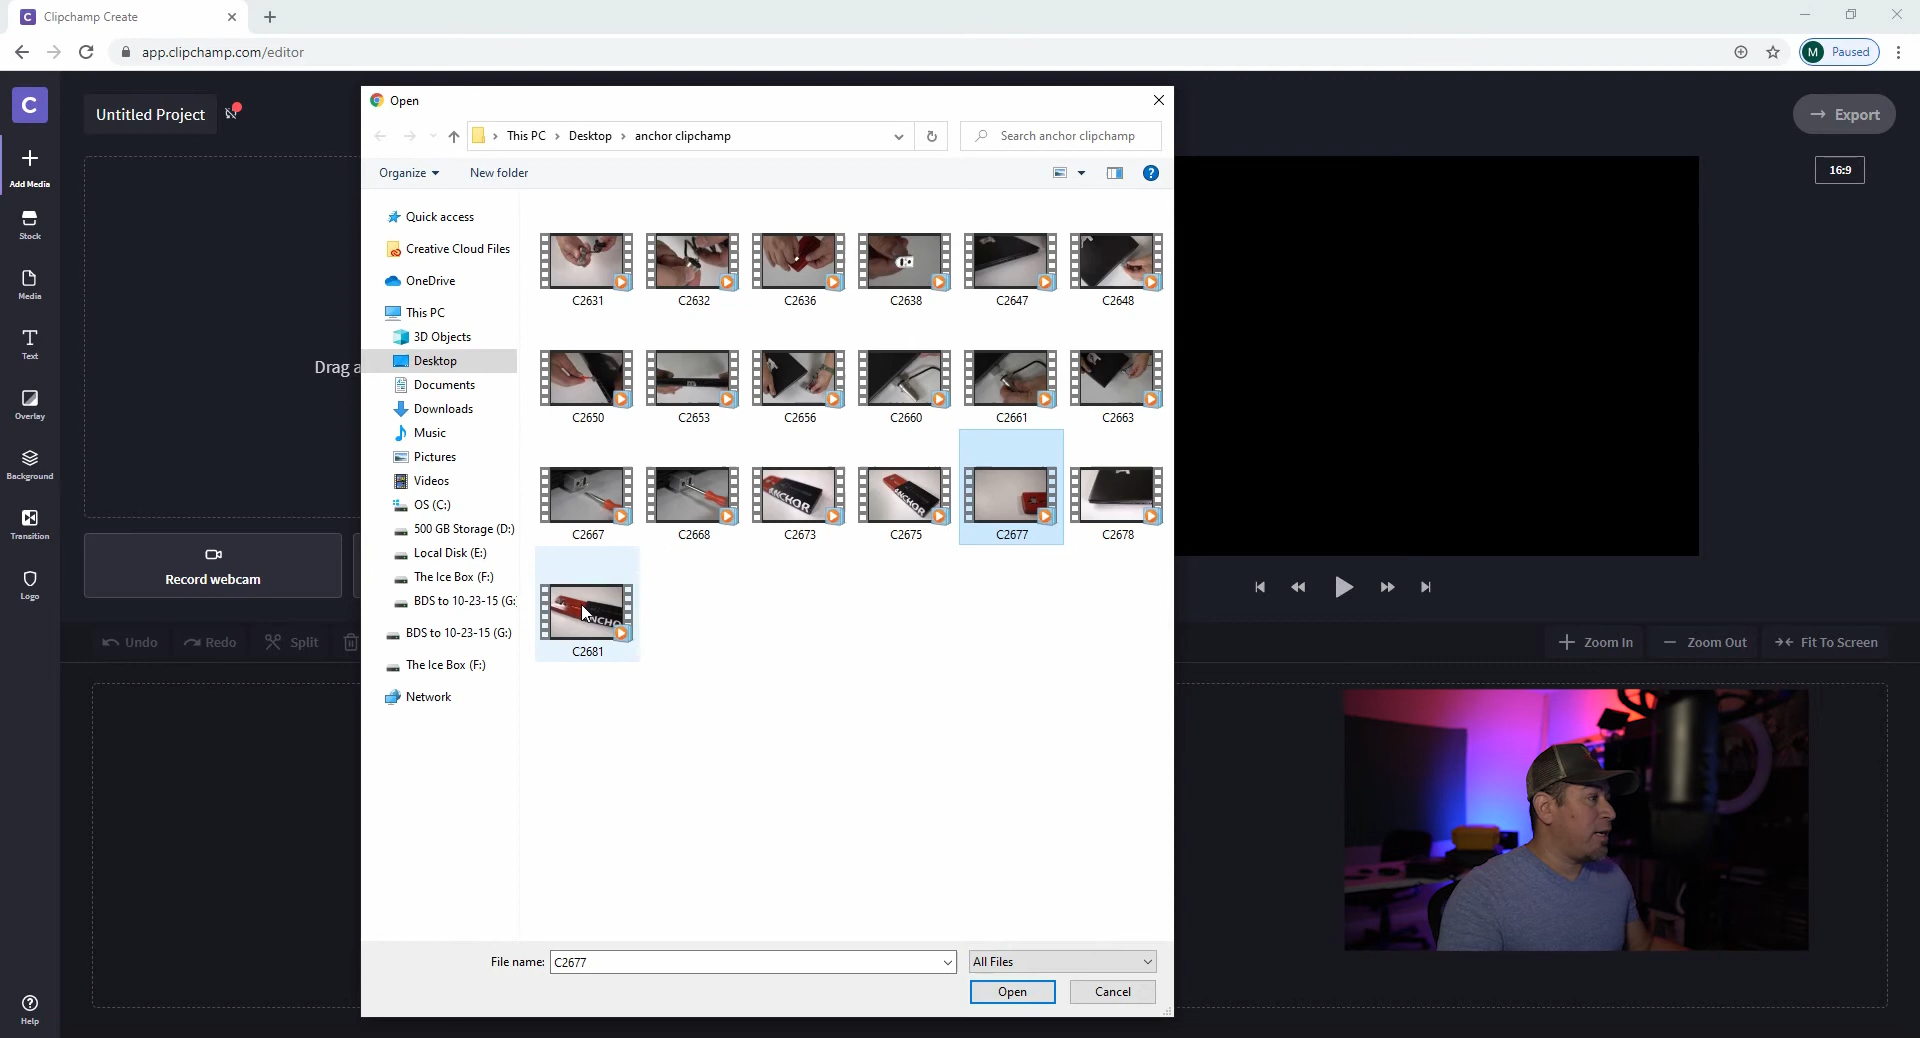 C Clipchamp Create
app.clipchamp.com/editor
M Paused
C
Untitled Project
Export
Add Media
Stock
Media
Text
Overlay
Background
Transition
Logo
Help
16:9
Drag a
Record webcam
Undo
Redo
Split
Zoom In
Zoom Out
Fit To Screen
Open
This PC > Desktop > anchor clipchamp
Search anchor clipchamp
Organize
New folder
Quick access
Creative Cloud Files
OneDrive
This PC
3D Objects
Desktop
Documents
Downloads
Music
Pictures
Videos
OS (C:)
500 GB Storage (D:)
Local Disk (E:)
The Ice Box (F:)
BDS to 10-23-15 (G:
BDS to 10-23-15 (G:)
The Ice Box (F:)
Network
C2631 C2632 C2636 C2638 C2647 C2648
C2650 C2653 C2656 C2660 C2661 C2663
ANCHOR ANCHOR
C2667 C2668 C2673 C2675 C2677 C2678
ANCHO
C2681
File name: C2677
All Files
Open
Cancel